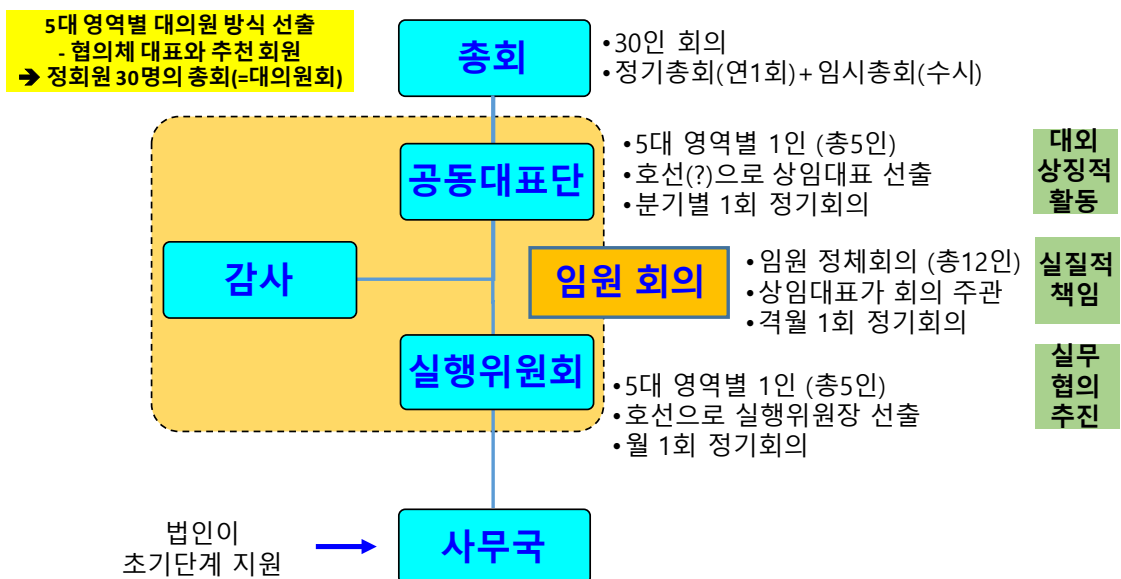 5대 영역별 대의원 방식 선출
- 협의체 대표와 추천 회원
➔ 정회원 30명의 총회(=대의원회)
총회
•30인 회의
•정기총회(연1회)+임시총회(수시)
공동대표단
•5대 영역별 1인 (총5인)
•호선(?)으로 상임대표 선출
•분기별 1회 정기회의
대외
상징적
활동
감사
임원 회의
•임원 정체회의 (총12인)
•상임대표가 회의 주관
•격월 1회 정기회의
실질적
책임
실행위원회
•5대 영역별 1인 (총5인)
•호선으로 실행위원장 선출
•월 1회 정기회의
실무
협의
추진
법인이
초기단계 지원
사무국